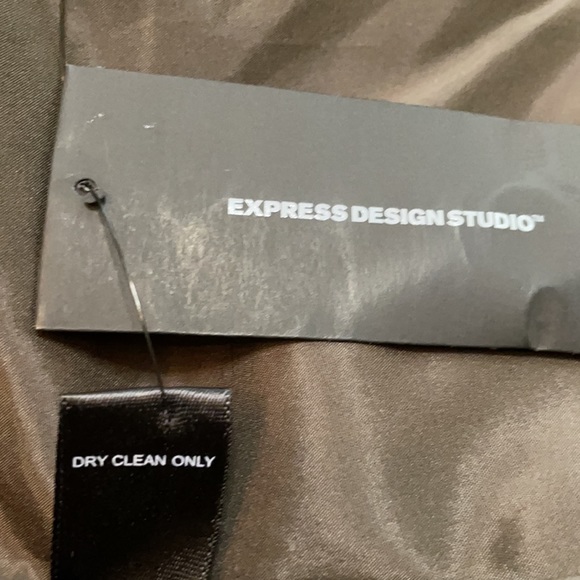 EXPRESS DESIGN STUDIO™
DRY CLEAN ONLY